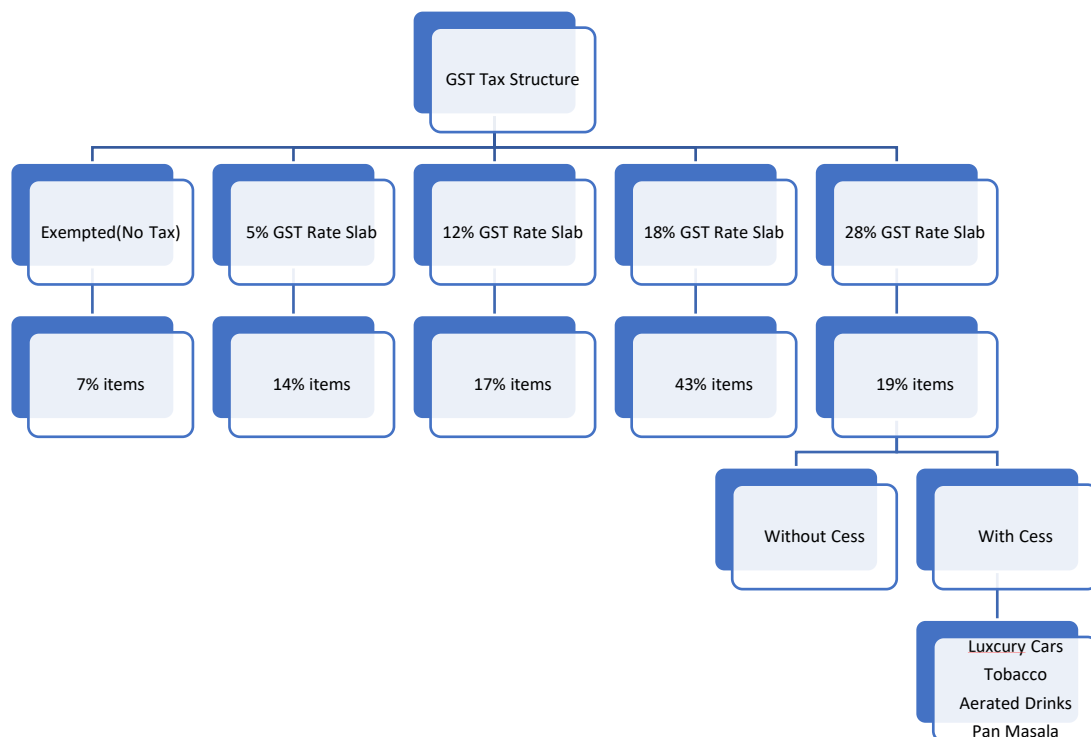 GST Tax Structure
Exempted(No Tax)
5% GST Rate Slab
12% GST Rate Slab
18% GST Rate Slab
28% GST Rate Slab
7% items
14% items
17% items
43% items
19% items
Without Cess
With Cess
Luxcury Cars
Tobacco
Aerated Drinks
Pan Masala